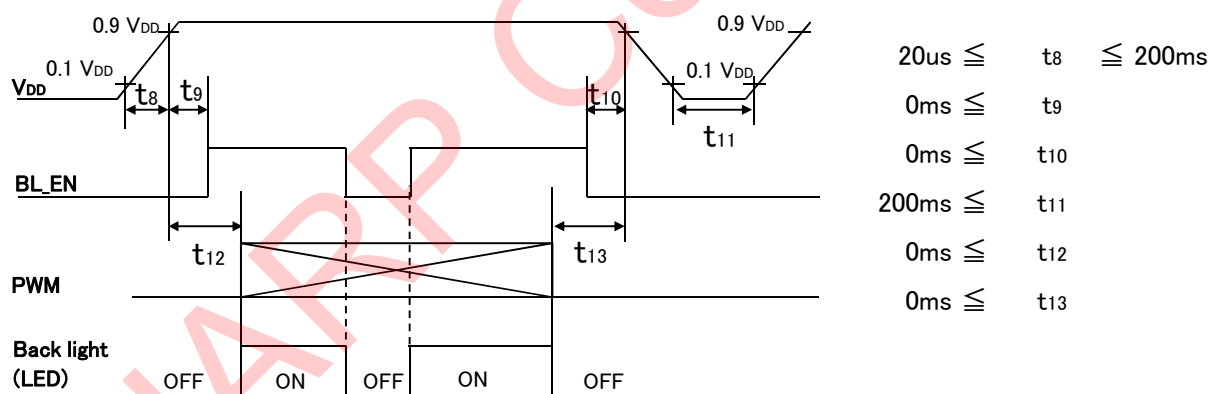 0.9 VDD
0.9 VDD
0.1 VDD
0.1 VDD
VDD
t8
t9
t10
t11
BL_EN
t12
t13
PWM
Back light
(LED)
OFF
ON
OFF
ON
OFF
20us ≦ t8 ≦ 200ms
0ms ≦ t9
0ms ≦ t10
200ms ≦ t11
0ms ≦ t12
0ms ≦ t13